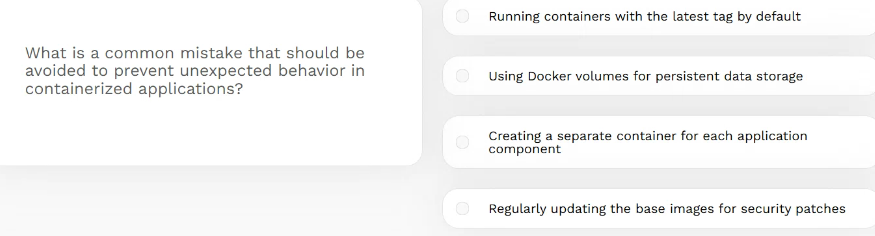 What is a common mistake that should be
avoided to prevent unexpected behavior in
containerized applications?
Running containers with the latest tag by default
Using Docker volumes for persistent data storage
Creating a separate container for each application
component
Regularly updating the base images for security patches